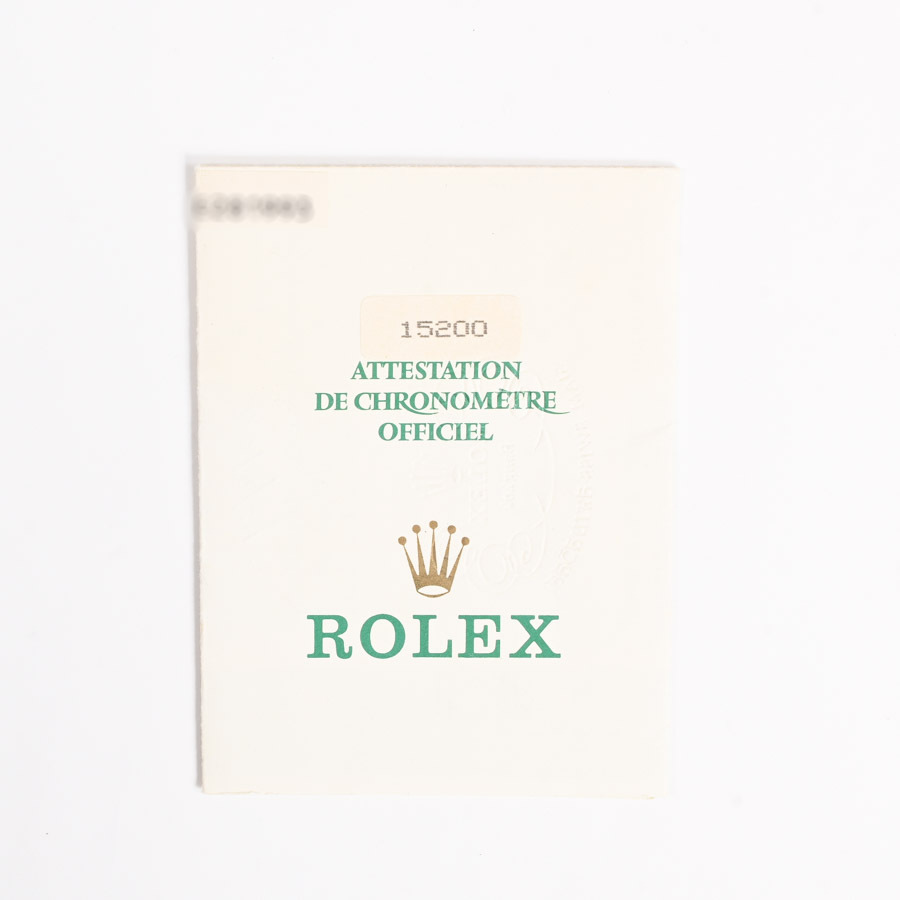 15200
ATTESTATION
DE CHRONOMÈTRE
OFFICIEL
ROLEX